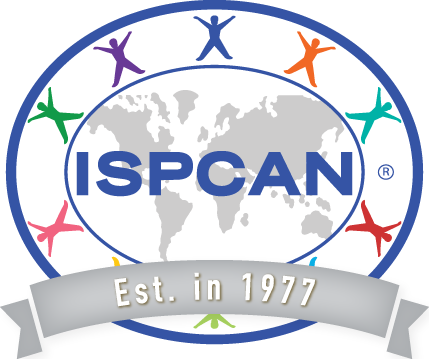 ISPCAN ®
Est. in 1977